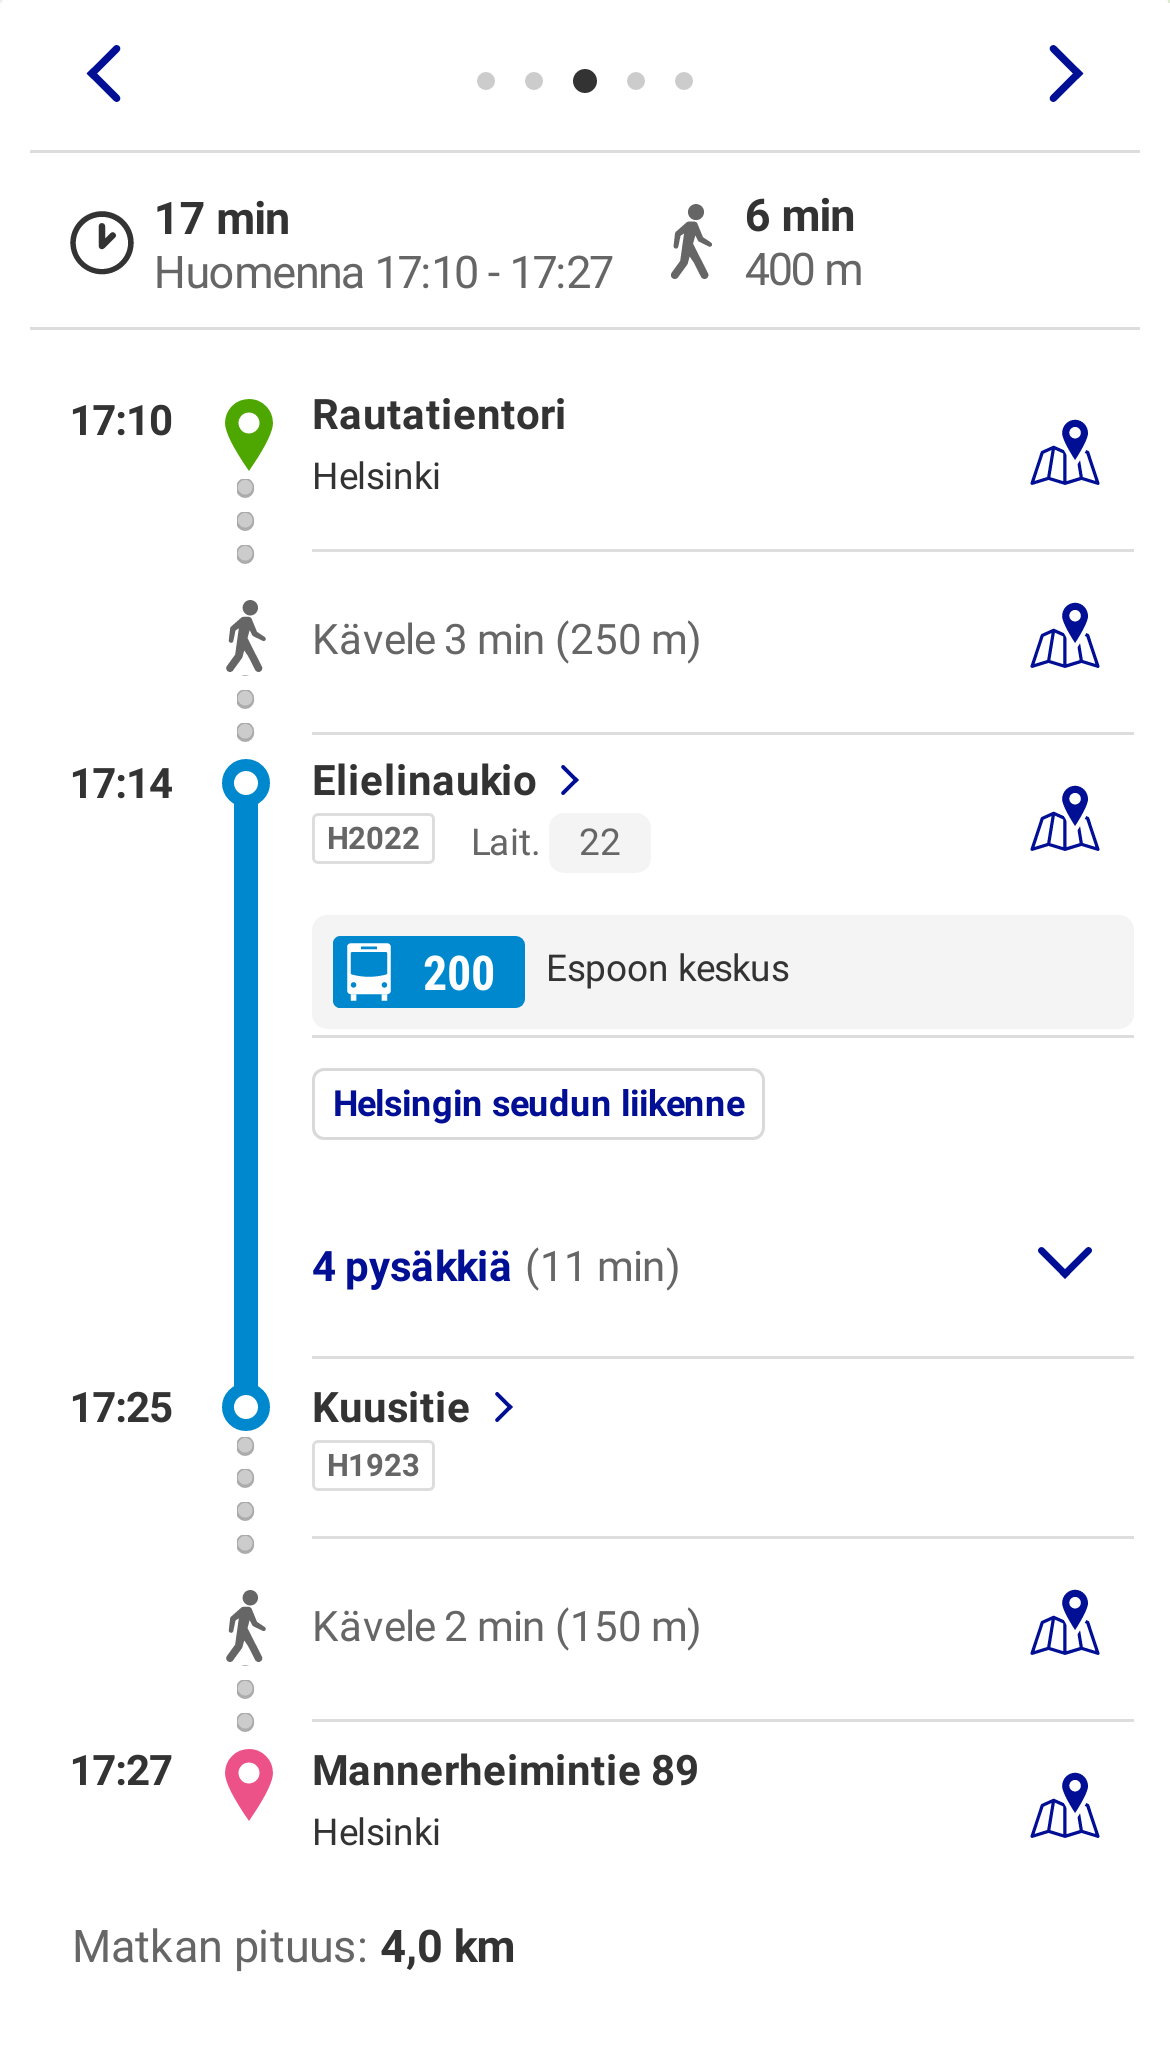 17 min
Huomenna 17:10 - 17:27
6 min
400 m
17:10
Rautatientori
Helsinki
Kävele 3 min (250 m)
17:14
Elielinaukio
H2022 Lait. 22
200 Espoon keskus
Helsingin seudun liikenne
4 pysäkkiä (11 min)
17:25
Kuusitie
H1923
Kävele 2 min (150 m)
17:27
Mannerheimintie 89
Helsinki
Matkan pituus: 4,0 km